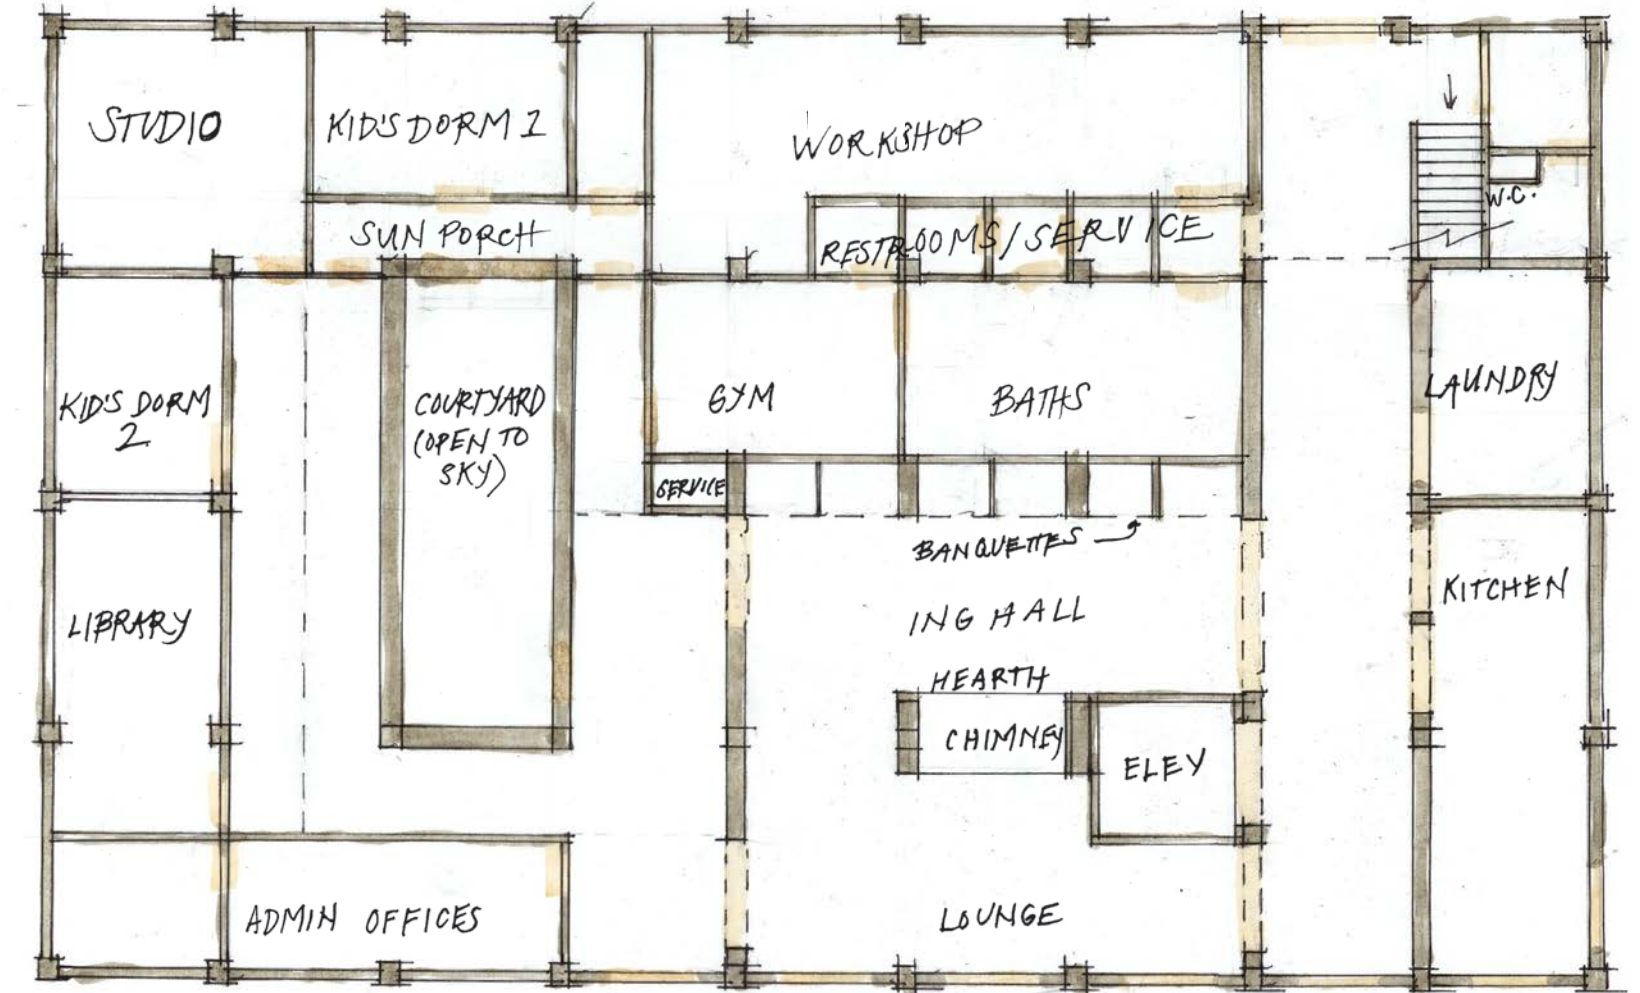 STUDIO
KID'S DORM 1
WORKSHOP
W.C.
SUN PORCH
RESTROOMS/SERVICE
KID'S DORM
2
COURTYARD
(OPEN TO
SKY)
GYM
BATHS
LAUNDRY
SERVICE
BANQUETTES
LIBRARY
ING HALL
KITCHEN
HEARTH
CHIMNEY
ELEV
ADMIN OFFICES
LOUNGE